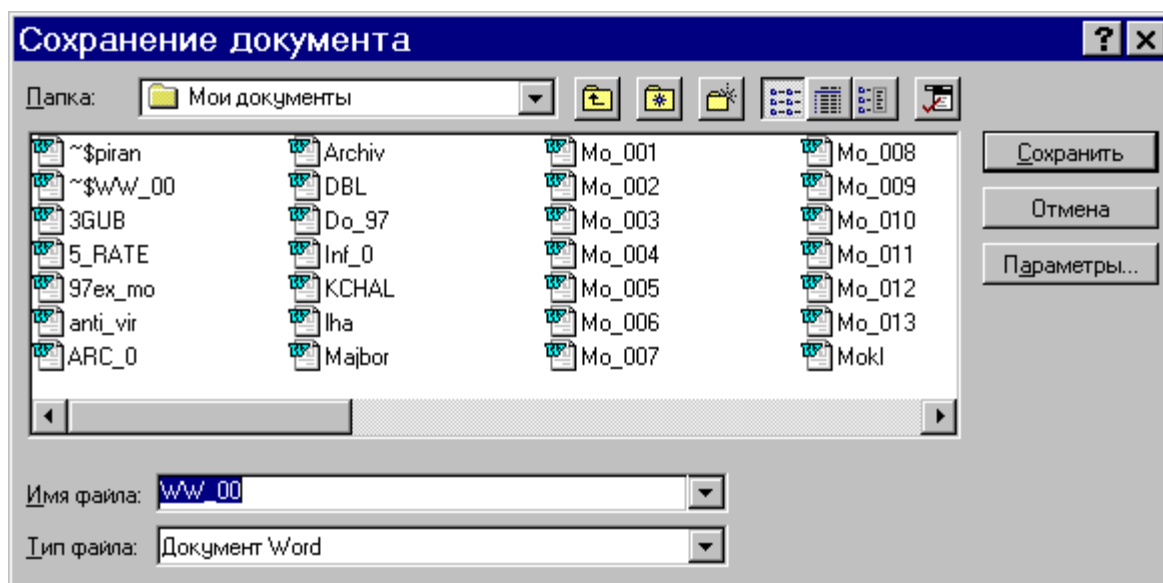 Сохранение документа
Папка: Мои документы
~$piran Archiv Mo_001 Mo_008
~$WW_00 DBL Mo_002 Mo_009
3GUB Do_97 Mo_003 Mo_010
5_RATE Inf_0 Mo_004 Mo_011
97ex_mo KCHAL Mo_005 Mo_012
anti_vir lha Mo_006 Mo_013
ARC_0 Majbor Mo_007 Mokl
Сохранить
Отмена
Параметры...
Имя файла: WW_00
Тип файла: Документ Word